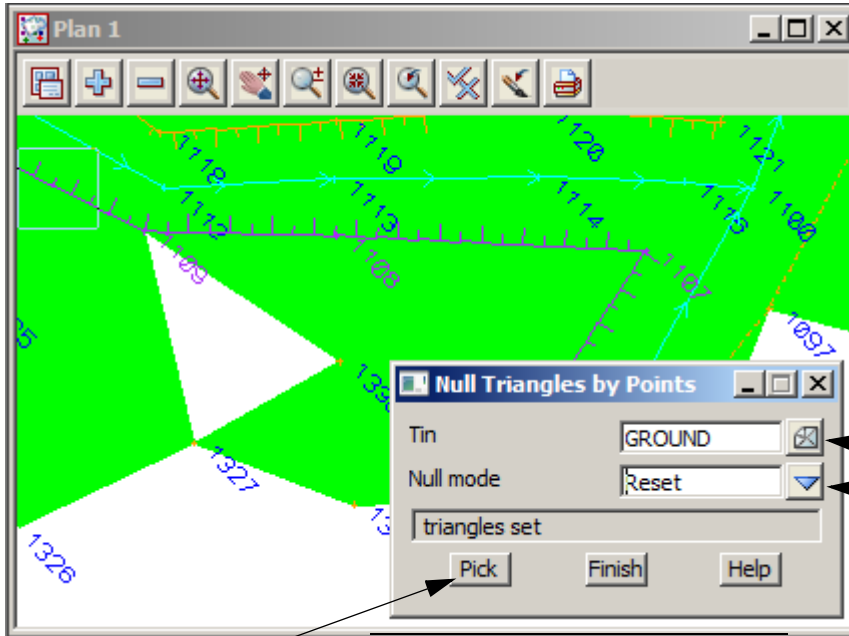 Plan 1
1118
1119
1120
1121
1112
1113
1114
1115
1100
1109
1108
1107
1097
1327
1326
Null Triangles by Points
Tin
GROUND
Null mode
Reset
triangles set
Pick
Finish
Help